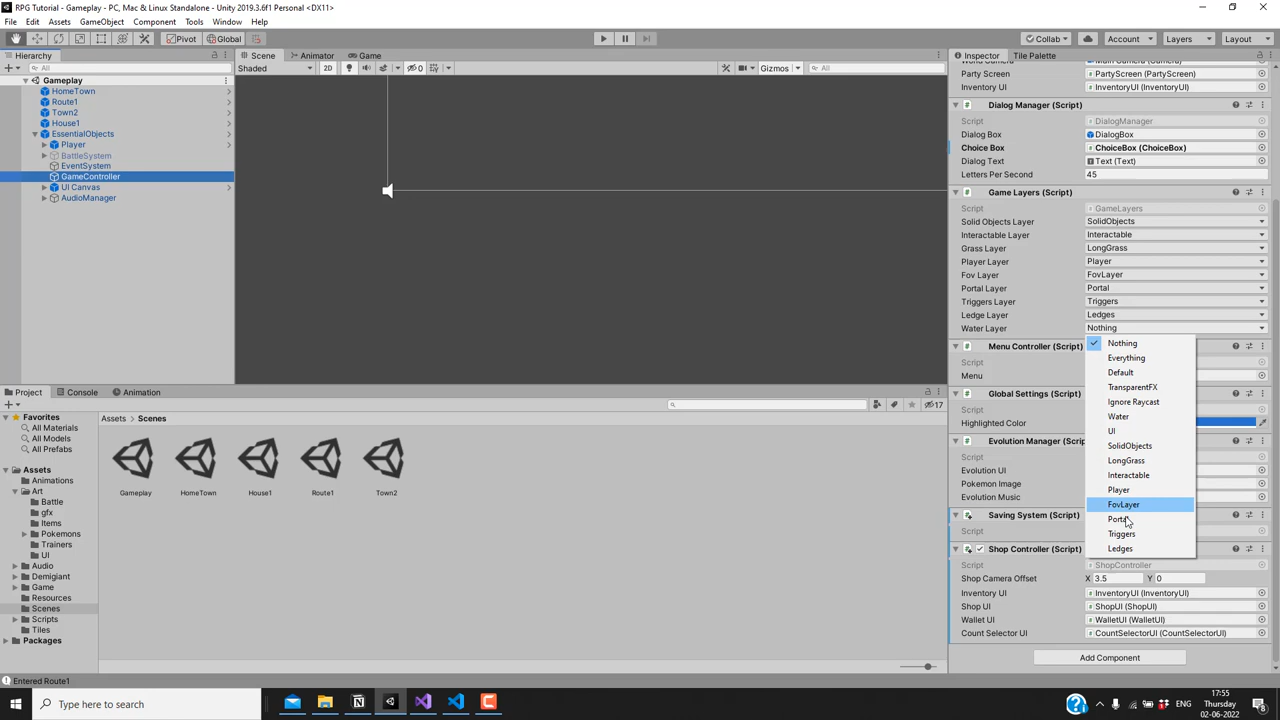 RPG Tutorial - Gameplay - PC, Mac & Linux Standalone - Unity 2019.3.6f1 Personal <DX11>
File Edit Assets GameObject Component Tools Window Help
Pivot Global Collab Account Layers Layout
Hierarchy
All
Gameplay
HomeTown
Route1
Town2
House1
EssentialObjects
Player
BattleSystem
EventSystem
GameController
UI Canvas
AudioManager
Scene Animator Game
Shaded 2D 0 Gizmos All
Project Console Animation
17
Favorites
All Materials
All Models
All Prefabs
Assets
Animations
Art
Battle
gfx
Items
Pokemons
Trainers
UI
Audio
Demigiant
Game
Resources
Scenes
Scripts
Tiles
Packages
Assets > Scenes
Gameplay HomeTown House1 Route1 Town2
Inspector Tile Palette
Party Screen PartyScreen (PartyScreen)
Inventory UI InventoryUI (InventoryUI)
Dialog Manager (Script)
Script DialogManager
Dialog Box DialogBox
Choice Box ChoiceBox (ChoiceBox)
Dialog Text Text (Text)
Letters Per Second 45
Game Layers (Script)
Script GameLayers
Solid Objects Layer SolidObjects
Interactable Layer Interactable
Grass Layer LongGrass
Player Layer Player
Fov Layer FovLayer
Portal Layer Portal
Triggers Layer Triggers
Ledge Layer Ledges
Water Layer Nothing
Nothing
Everything
Default
TransparentFX
Ignore Raycast
Water
UI
SolidObjects
LongGrass
Interactable
Player
FovLayer
Portal
Triggers
Ledges
Menu Controller (Script)
Script
Menu
Global Settings (Script)
Script
Highlighted Color
Evolution Manager (Scrip
Script
Evolution UI
Pokemon Image
Evolution Music
Saving System (Script)
Script
Shop Controller (Script)
Script ShopController
Shop Camera Offset X 3.5 Y 0
Inventory UI InventoryUI (InventoryUI)
Shop UI ShopUI (ShopUI)
Wallet UI WalletUI (WalletUI)
Count Selector UI CountSelectorUI (CountSelectorUI)
Add Component
Entered Route1
Type here to search
17:55
Thursday
02-06-2022
8